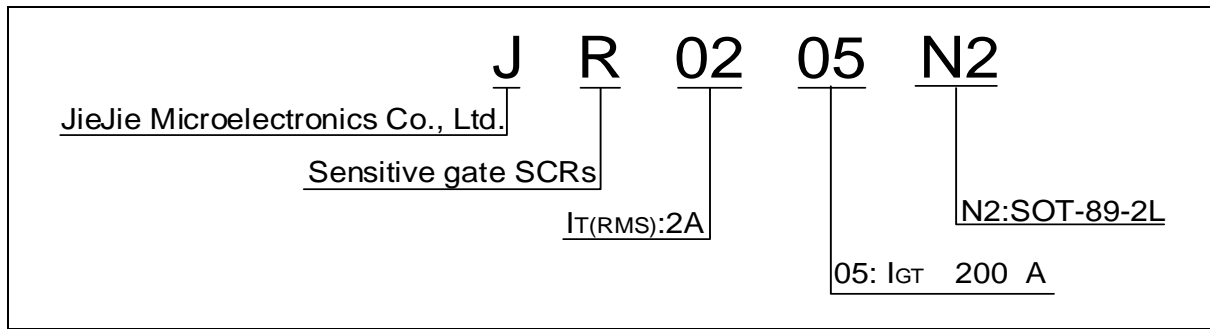 J R 02 05 N2
JieJie Microelectronics Co., Ltd.
Sensitive gate SCRs
IT(RMS):2A
N2:SOT-89-2L
05: IGT 200 A